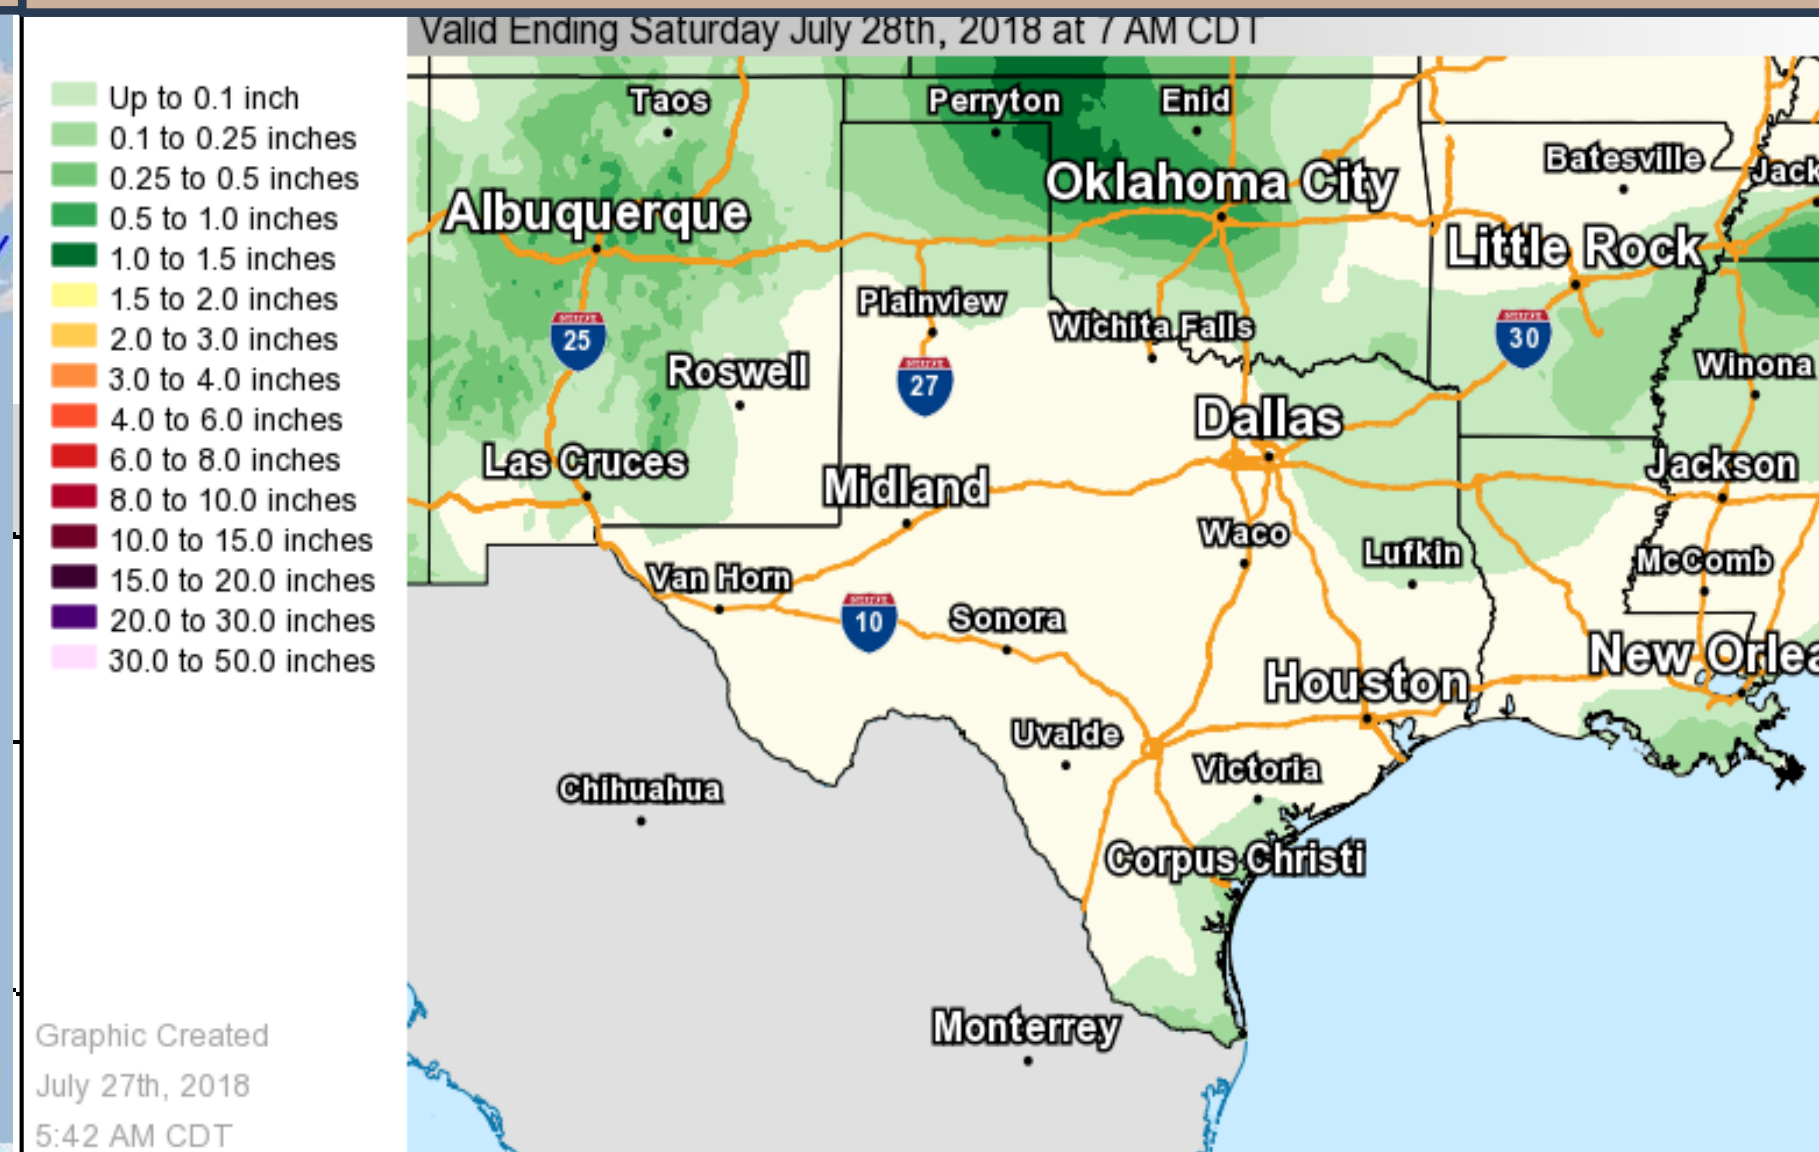 Valid Ending Saturday July 28th, 2018 at 7 AM CDT
Up to 0.1 inch
0.1 to 0.25 inches
0.25 to 0.5 inches
0.5 to 1.0 inches
1.0 to 1.5 inches
1.5 to 2.0 inches
2.0 to 3.0 inches
3.0 to 4.0 inches
4.0 to 6.0 inches
6.0 to 8.0 inches
8.0 to 10.0 inches
10.0 to 15.0 inches
15.0 to 20.0 inches
20.0 to 30.0 inches
30.0 to 50.0 inches
Graphic Created
July 27th, 2018
5:42 AM CDT
Taos
Perryton
Enid
Batesville
Jack
Oklahoma City
Albuquerque
Little Rock
Plainview
Wichita Falls
25
30
Roswell
27
Winona
Dallas
Las Cruces
Midland
Jackson
Waco
Lufkin
McComb
Van Horn
10
Sonora
New Orlea
Houston
Uvalde
Victoria
Chihuahua
Corpus Christi
Monterrey